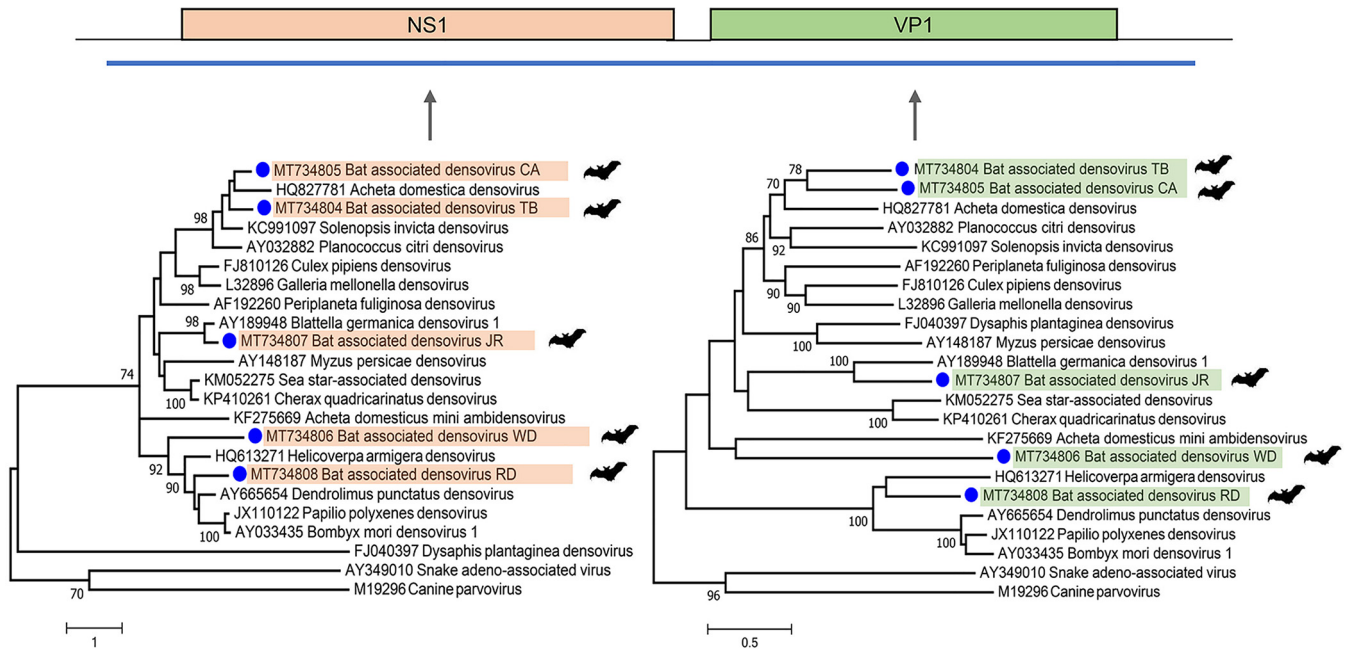 NS1
VP1
MT734805 Bat associated densovirus CA
HQ827781 Acheta domestica densovirus
MT734804 Bat associated densovirus TB
98
KC991097 Solenopsis invicta densovirus
AY032882 Planococcus citri densovirus
FJ810126 Culex pipiens densovirus
98
L32896 Galleria mellonella densovirus
AF192260 Periplaneta fuliginosa densovirus
98
AY189948 Blattella germanica densovirus 1
MT734807 Bat associated densovirus JR
AY148187 Myzus persicae densovirus
74
KM052275 Sea star-associated densovirus
100
KP410261 Cherax quadricarinatus densovirus
KF275669 Acheta domesticus mini ambidensovirus
MT734806 Bat associated densovirus WD
92
HQ613271 Helicoverpa armigera densovirus
MT734808 Bat associated densovirus RD
90
AY665654 Dendrolimus punctatus densovirus
JX110122 Papilio polyxenes densovirus
100
AY033435 Bombyx mori densovirus 1
FJ040397 Dysaphis plantaginea densovirus
AY349010 Snake adeno-associated virus
70
M19296 Canine parvovirus
1
78
MT734804 Bat associated densovirus TB
70
MT734805 Bat associated densovirus CA
HQ827781 Acheta domestica densovirus
86
AY032882 Planococcus citri densovirus
92
KC991097 Solenopsis invicta densovirus
AF192260 Periplaneta fuliginosa densovirus
90
FJ810126 Culex pipiens densovirus
90
L32896 Galleria mellonella densovirus
FJ040397 Dysaphis plantaginea densovirus
100
AY148187 Myzus persicae densovirus
100
AY189948 Blattella germanica densovirus 1
MT734807 Bat associated densovirus JR
KM052275 Sea star-associated densovirus
100
KP410261 Cherax quadricarinatus densovirus
KF275669 Acheta domesticus mini ambidensovirus
MT734806 Bat associated densovirus WD
HQ613271 Helicoverpa armigera densovirus
MT734808 Bat associated densovirus RD
100
AY665654 Dendrolimus punctatus densovirus
100
JX110122 Papilio polyxenes densovirus
AY033435 Bombyx mori densovirus 1
AY349010 Snake adeno-associated virus
96
M19296 Canine parvovirus
0.5